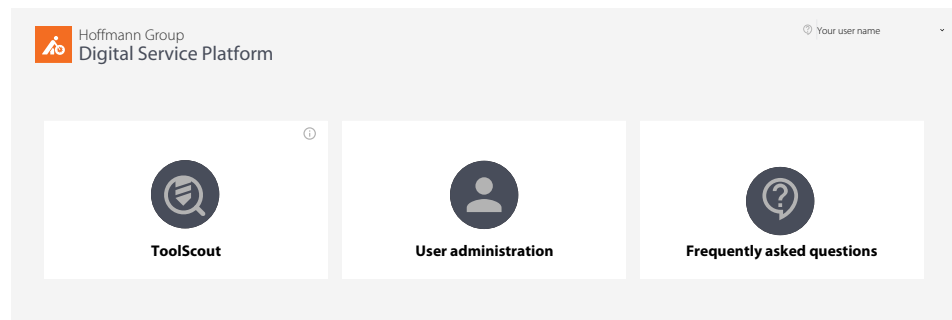 Hoffmann Group
Digital Service Platform
Your user name
ToolScout
User administration
Frequently asked questions